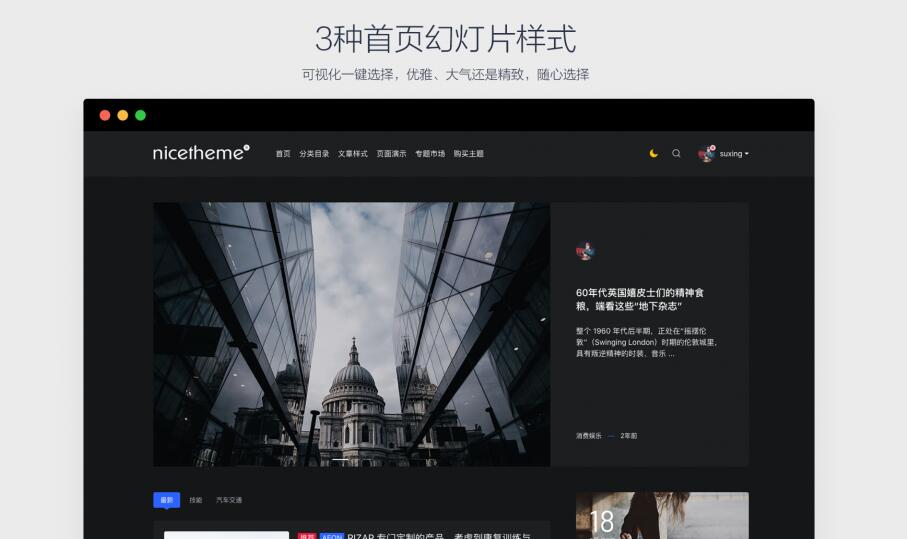 3种首页幻灯片样式
可视化一键选择，优雅、大气还是精致，随心选择
nicetheme
首页 分类目录 文章样式 页面演示 专题市场 购买主题
suxing
60年代英国嬉皮士们的精神食
粮，端看这些“地下杂志”
整个 1960 年代后半期，正处在“摇摆伦
敦”（Swinging London）时期的伦敦城里，
具有叛逆精神的时装、音乐 ...
消费娱乐 — 2年前
最新 技能 汽车交通
18
推荐 AEON RIZAP 专门定制的产品，考虑到康复训练与